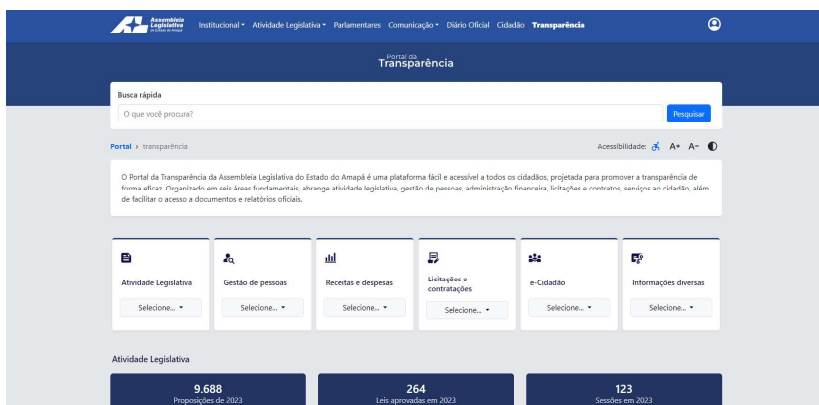 Assembleia
Legislativa
do Estado do Amapá
Institucional Atividade Legislativa Parlamentares Comunicação Diário Oficial Cidadão Transparência
Portal da
Transparência
Busca rápida
O que você procura?
Pesquisar
Portal > transparência
Acessibilidade: A+ A-
O Portal da Transparência da Assembleia Legislativa do Estado do Amapá é uma plataforma fácil e acessível a todos os cidadãos, projetada para promover a transparência de
forma eficaz. Organizado em seis áreas fundamentais, abrange atividade legislativa, gestão de pessoas, administração financeira, licitações e contratos, serviços ao cidadão, além
de facilitar o acesso a documentos e relatórios oficiais.
Atividade Legislativa
Selecione...
Gestão de pessoas
Selecione...
Receitas e despesas
Selecione...
Licitações e
contratações
Selecione...
e-Cidadão
Selecione...
Informações diversas
Selecione...
Atividade Legislativa
9.688
Proposições de 2023
264
Leis aprovadas em 2023
123
Sessões em 2023